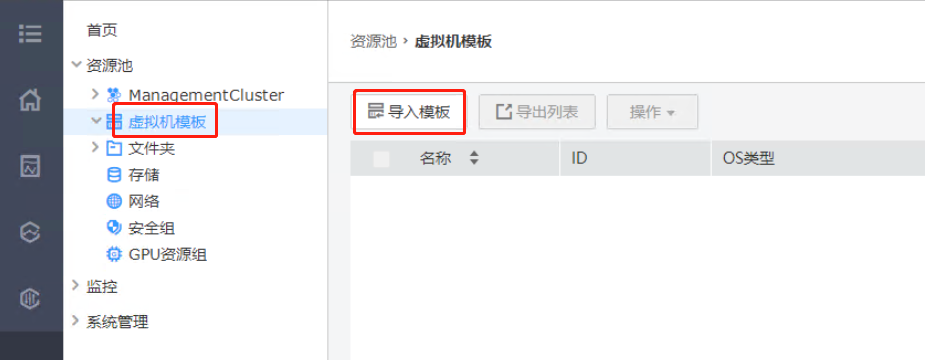 首页
资源池
ManagementCluster
虚拟机模板
文件夹
存储
网络
安全组
GPU资源组
监控
系统管理
资源池 › 虚拟机模板
导入模板 导出列表 操作
名称 ID OS类型